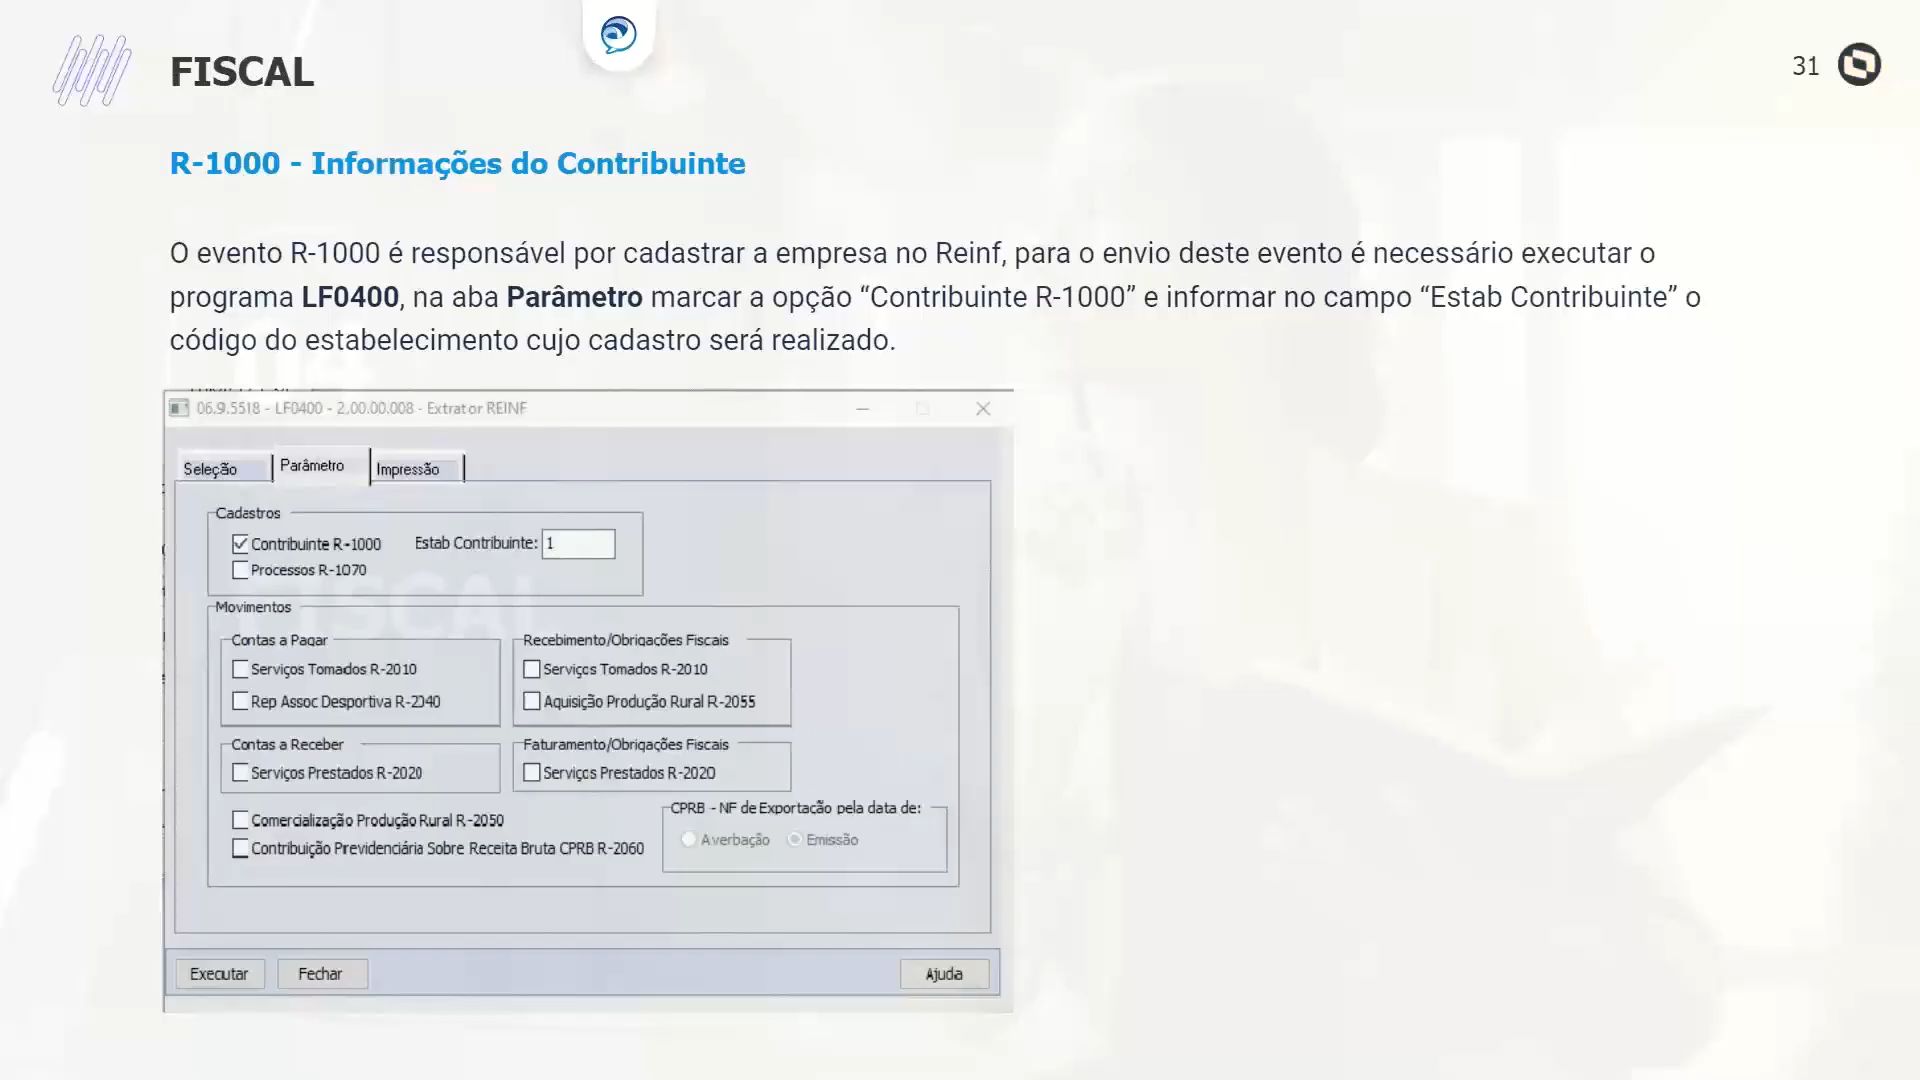 FISCAL
31
R-1000 - Informações do Contribuinte
O evento R-1000 é responsável por cadastrar a empresa no Reinf, para o envio deste evento é necessário executar o
programa LF0400, na aba Parâmetro marcar a opção “Contribuinte R-1000” e informar no campo “Estab Contribuinte” o
código do estabelecimento cujo cadastro será realizado.
06.9.5518 - LF0400 - 2.00.00.008 - Extrator REINF
Seleção Parâmetro Impressão
Cadastros
Contribuinte R-1000 Estab Contribuinte: 1
Processos R-1070
Movimentos
Contas a Pagar Recebimento/Obrigações Fiscais
Serviços Tomados R-2010 Serviços Tomados R-2010
Rep Assoc Desportiva R-2040 Aquisição Produção Rural R-2055
Contas a Receber Faturamento/Obrigações Fiscais
Serviços Prestados R-2020 Serviços Prestados R-2020
CPRB - NF de Exportação pela data de:
Comercialização Produção Rural R-2050
Averbação Emissão
Contribuição Previdenciária Sobre Receita Bruta CPRB R-2060
Executar Fechar Ajuda